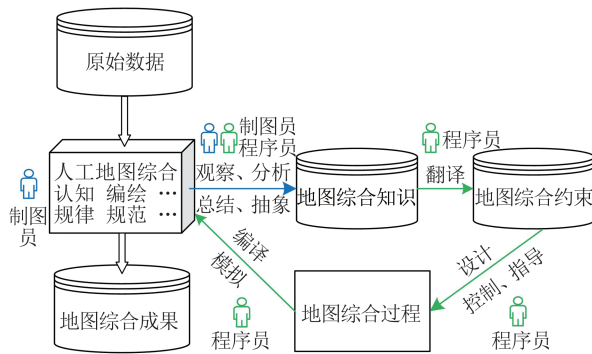 原始数据
制图员
程序员
程序员
人工地图综合
认知 编绘 …
规律 规范 …
制图
员
观察、分析
总结、抽象
地图综合知识
翻译
地图综合约束
编译
模拟
设计
控制、指导
地图综合成果
程序员
地图综合过程
程序员